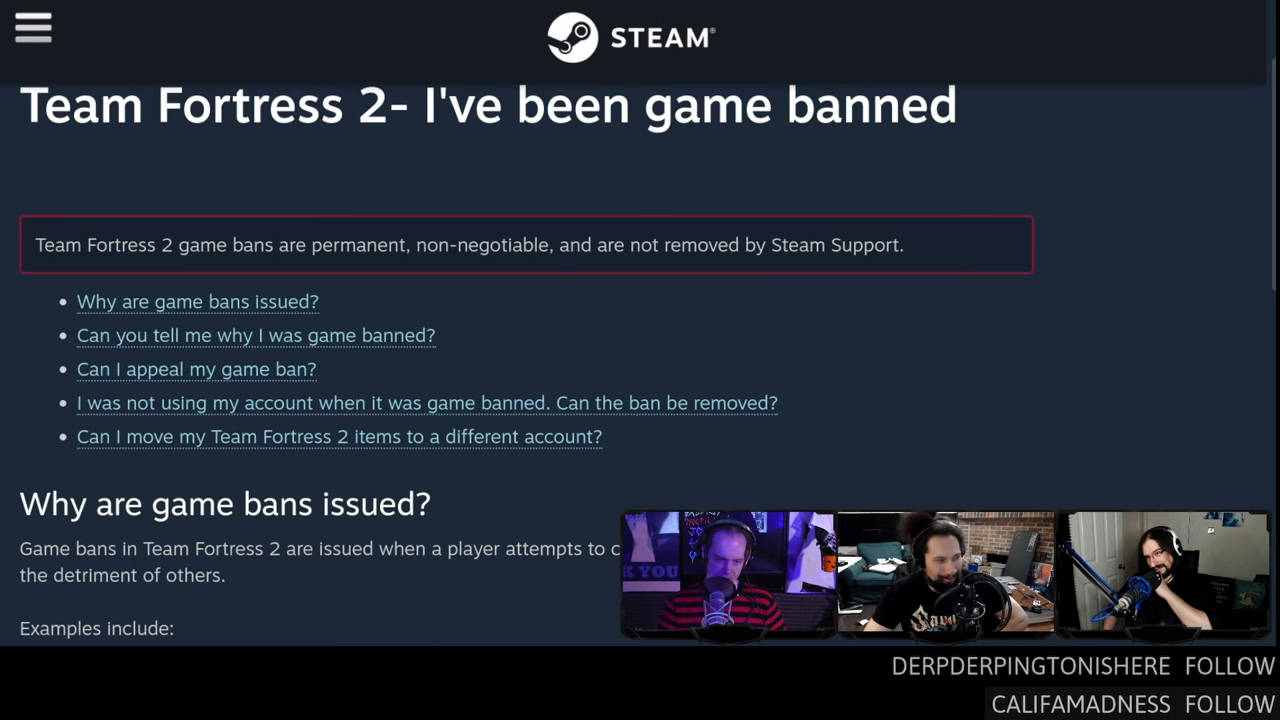 STEAM®
Team Fortress 2- I've been game banned
Team Fortress 2 game bans are permanent, non-negotiable, and are not removed by Steam Support.
Why are game bans issued?
Can you tell me why I was game banned?
Can I appeal my game ban?
I was not using my account when it was game banned. Can the ban be removed?
Can I move my Team Fortress 2 items to a different account?
Why are game bans issued?
Game bans in Team Fortress 2 are issued when a player attempts to c
the detriment of others.
Examples include:
K YOU
DERPDERPINGTONISHERE FOLLOW
CALIFAMADNESS FOLLOW